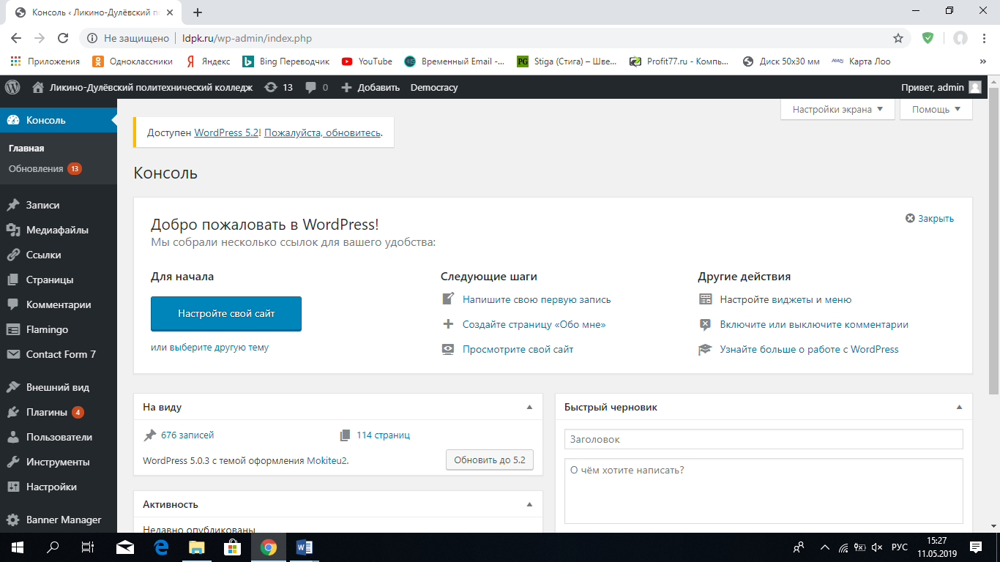 Консоль ‹ Ликино-Дулёвский по
Не защищено ldpk.ru/wp-admin/index.php
Приложения Одноклассники Яндекс Bing Переводчик YouTube Временный Email -... Stiga (Стига) – Шве... Profit77.ru - Компь... Диск 50x30 мм Карта Лоо
Ликино-Дулёвский политехнический колледж 13 0 Добавить Democracy Привет, admin
Консоль
Главная
Обновления 13
Записи
Медиафайлы
Ссылки
Страницы
Комментарии
Flamingo
Contact Form 7
Внешний вид
Плагины 4
Пользователи
Инструменты
Настройки
Banner Manager
Настройки экрана Помощь
Доступен WordPress 5.2! Пожалуйста, обновитесь.
Консоль
Добро пожаловать в WordPress!
Закрыть
Мы собрали несколько ссылок для вашего удобства:
Для начала
Настройте свой сайт
или выберите другую тему
Следующие шаги
Напишите свою первую запись
Создайте страницу «Обо мне»
Просмотрите свой сайт
Другие действия
Настройте виджеты и меню
Включите или выключите комментарии
Узнайте больше о работе с WordPress
На виду
676 записей 114 страниц
WordPress 5.0.3 с темой оформления Mokiteu2. Обновить до 5.2
Активность
Недавно опубликованы
Быстрый черновик
Заголовок
О чём хотите написать?
РУС
15:27
11.05.2019